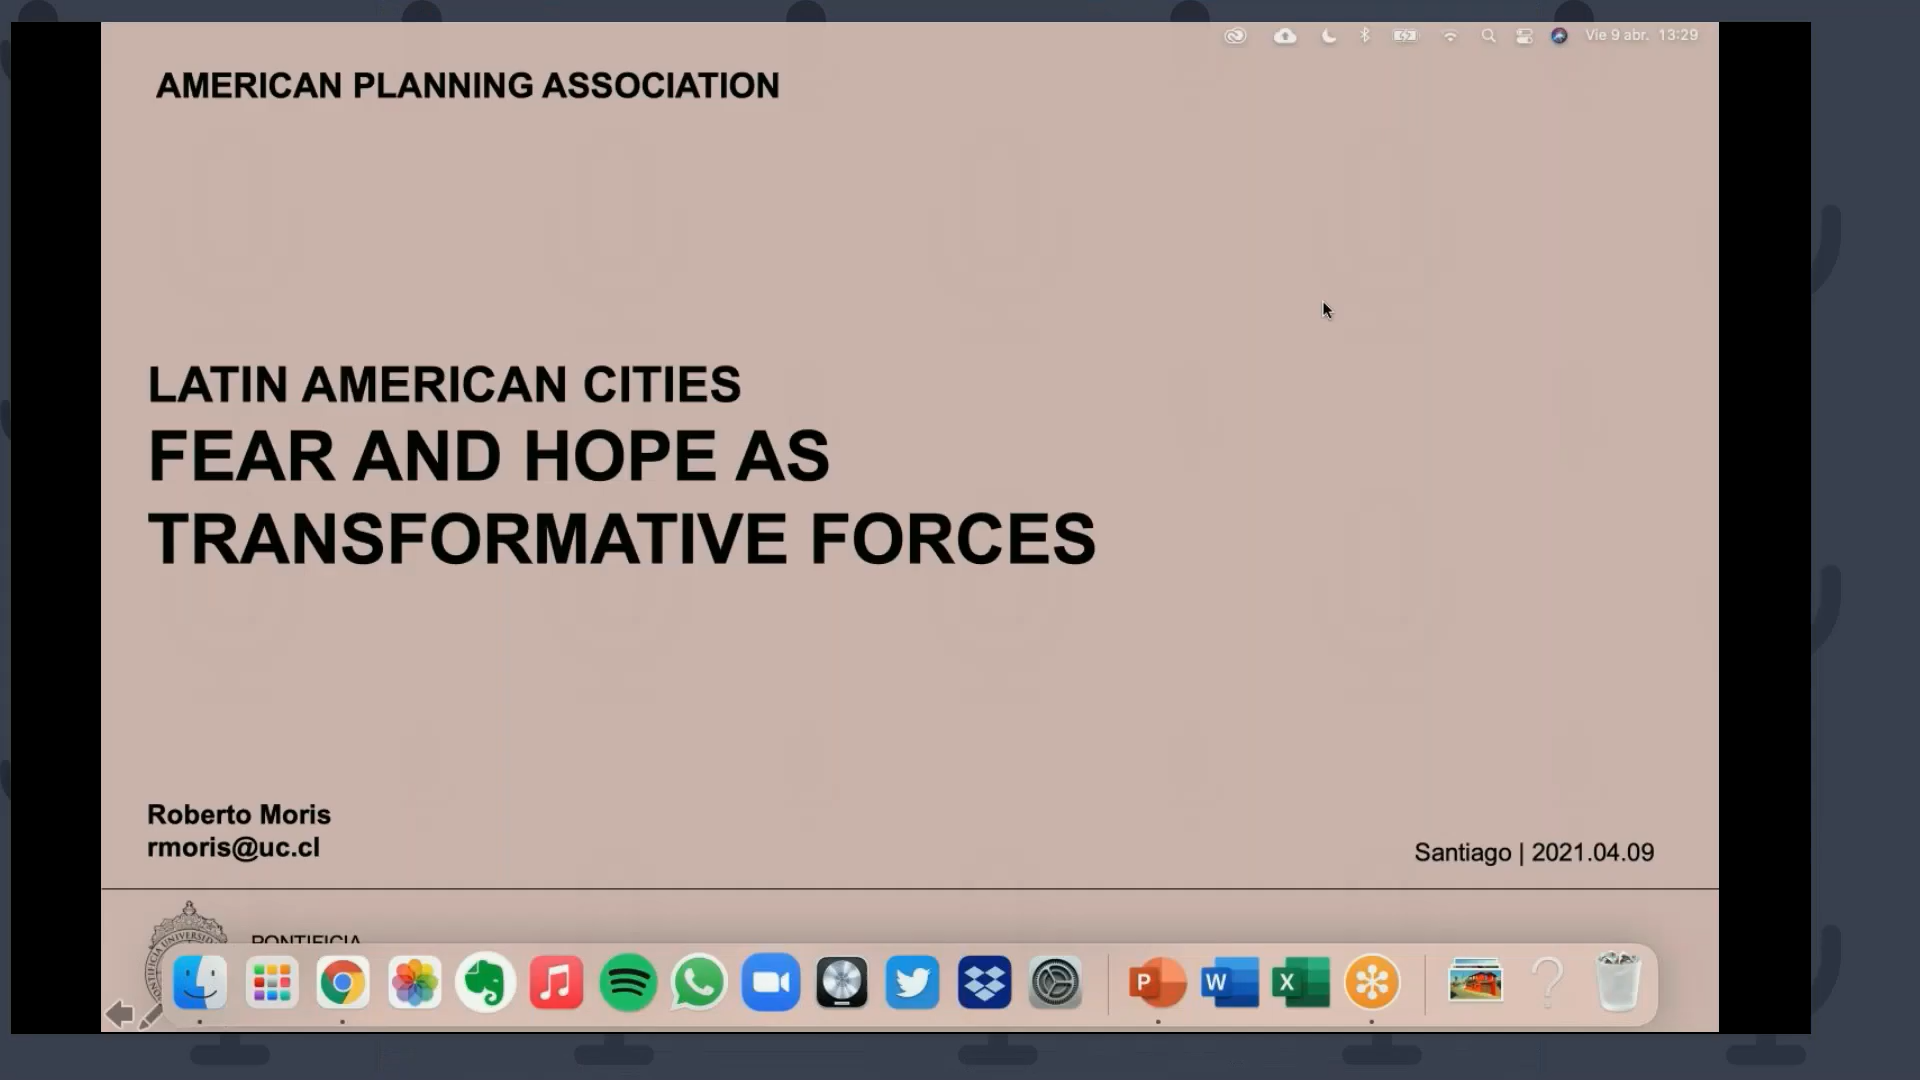 Vie 9 abr. 13:29
AMERICAN PLANNING ASSOCIATION
LATIN AMERICAN CITIES
FEAR AND HOPE AS
TRANSFORMATIVE FORCES
Roberto Moris
rmoris@uc.cl
Santiago | 2021.04.09
PONTIFICIA